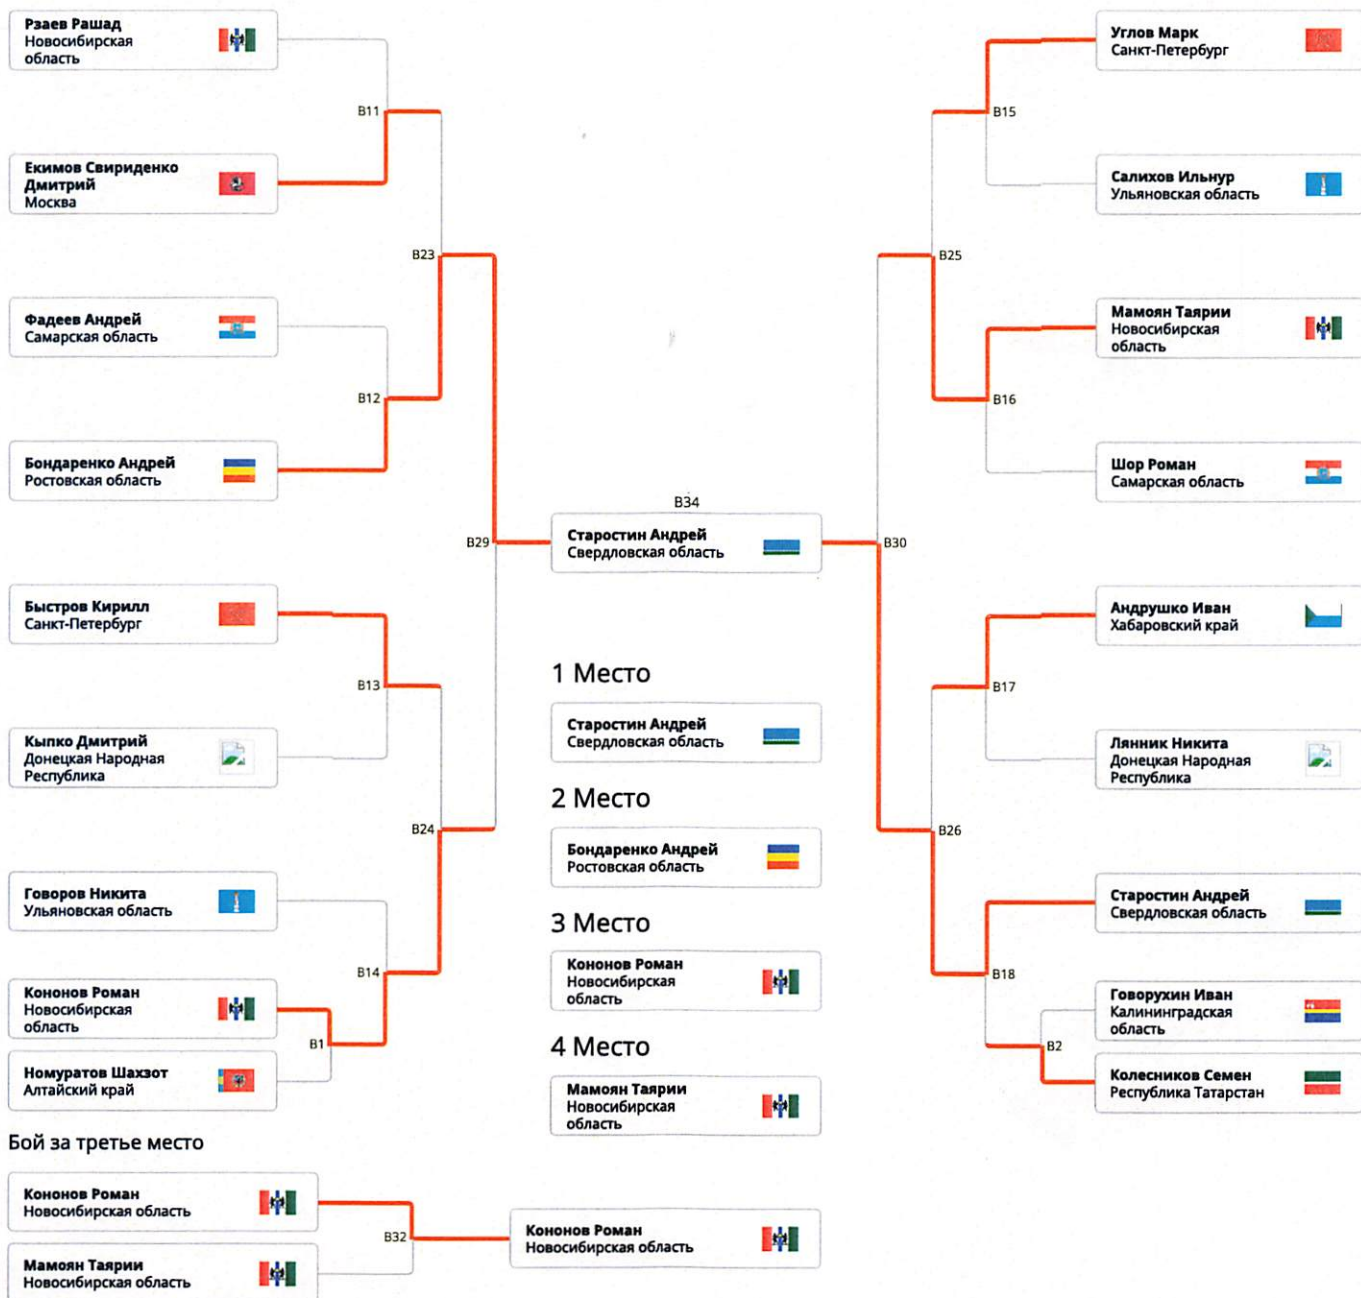 Рзаев Рашад
Новосибирская
область
B11
Екимов Свириденко
Дмитрий
Москва
B23
Фадеев Андрей
Самарская область
B12
Бондаренко Андрей
Ростовская область
B29
Быстров Кирилл
Санкт-Петербург
B13
Кыпко Дмитрий
Донецкая Народная
Республика
B24
Говоров Никита
Ульяновская область
B14
Кононов Роман
Новосибирская
область
B1
Номуратов Шахзот
Алтайский край
B34
Старостин Андрей
Свердловская область
1 Место
Старостин Андрей
Свердловская область
2 Место
Бондаренко Андрей
Ростовская область
3 Место
Кононов Роман
Новосибирская
область
4 Место
Мамоян Таярии
Новосибирская
область
Углов Марк
Санкт-Петербург
B15
Салихов Ильнур
Ульяновская область
B25
Мамоян Таярии
Новосибирская
область
B16
Шор Роман
Самарская область
B30
Андрушко Иван
Хабаровский край
B17
Лянник Никита
Донецкая Народная
Республика
B26
Старостин Андрей
Свердловская область
B18
Говорухин Иван
Калининградская
область
B2
Колесников Семен
Республика Татарстан
Бой за третье место
Кононов Роман
Новосибирская область
B32
Мамоян Таярии
Новосибирская область
Кононов Роман
Новосибирская область